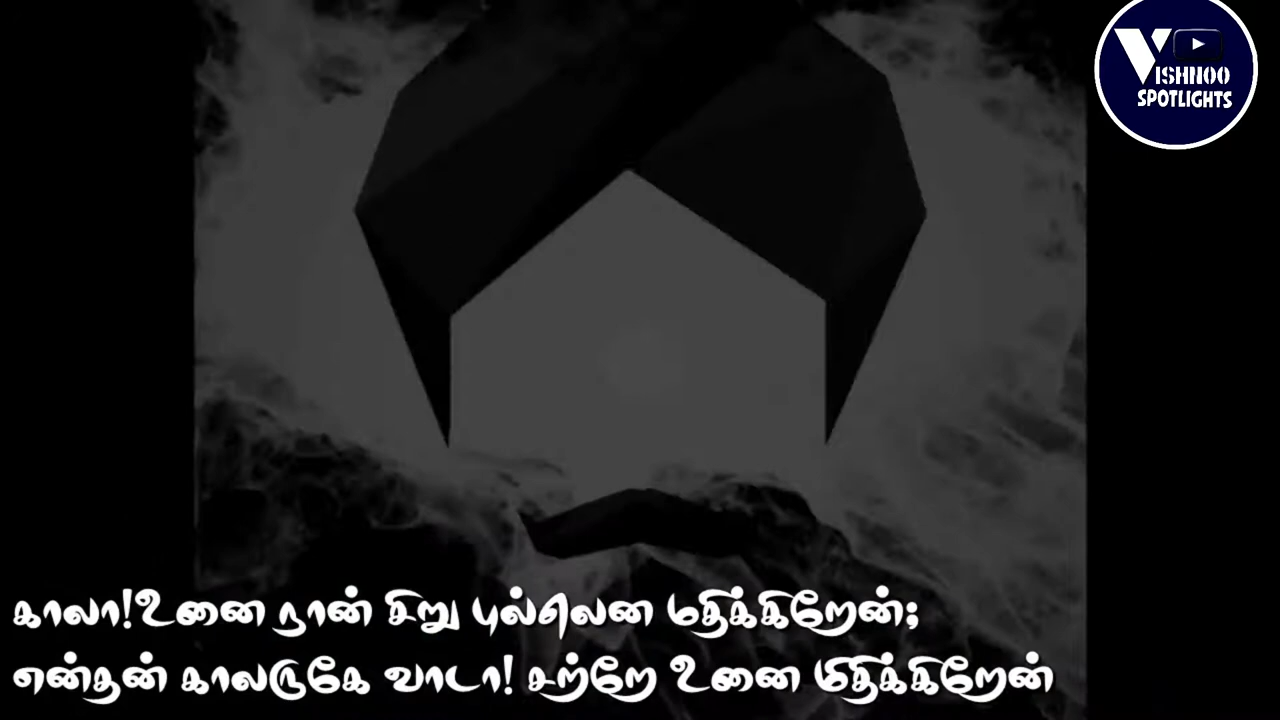 VISHNOO
SPOTLIGHTS
காலா!உனை நான் சிறு புல்லென மதிக்கிறேன்;
என்தன் காலருகே வாடா! சற்றே உனை மிதிக்கிறேன்